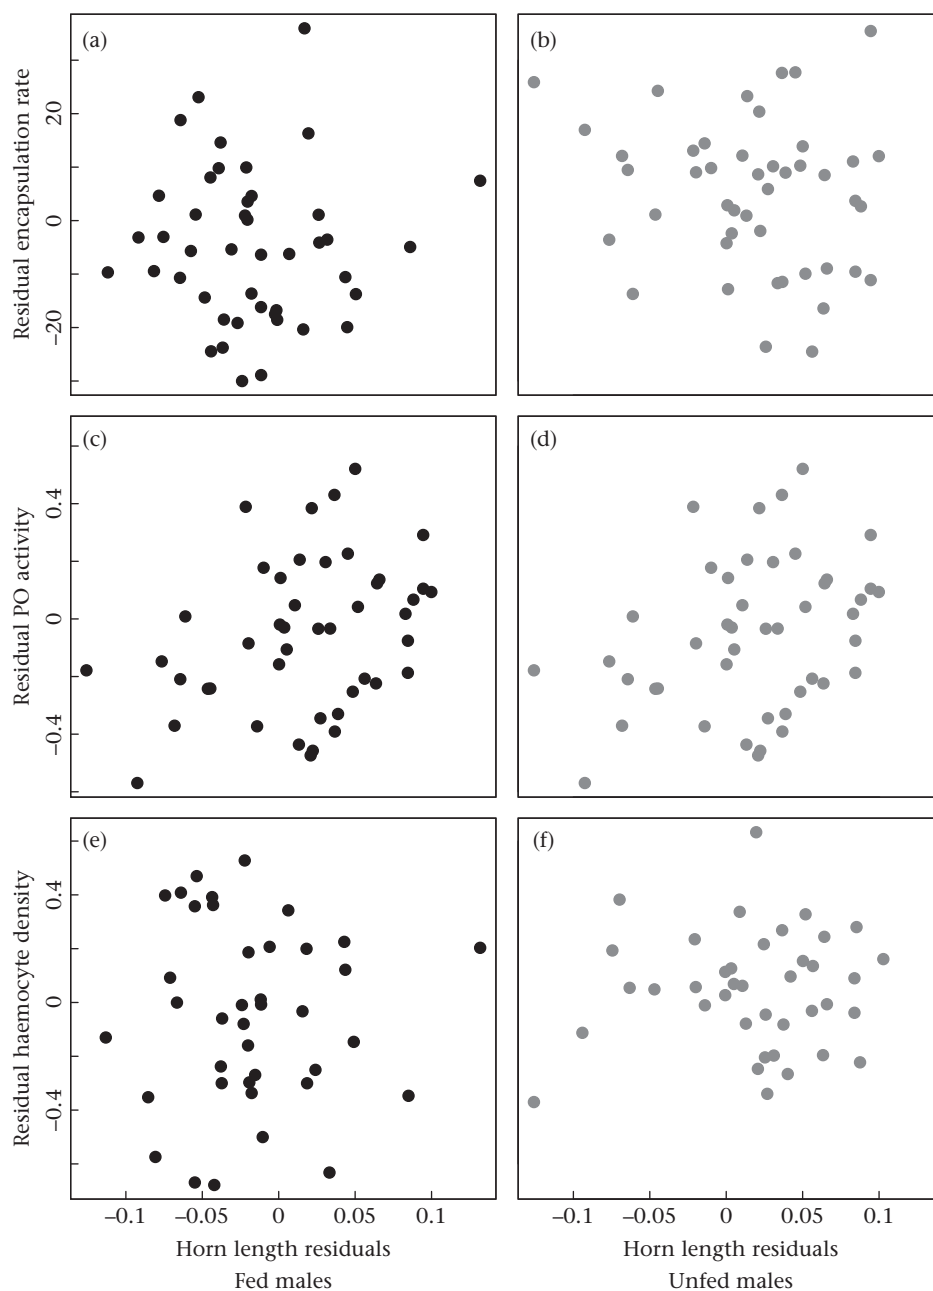 (a)
(b)
Residual encapsulation rate
20
0
−20
(c)
(d)
Residual PO activity
0.4
0
−0.4
(e)
(f)
Residual haemocyte density
0.4
0
−0.4
−0.1 −0.05 0 0.05 0.1
−0.1 −0.05 0 0.05 0.1
Horn length residuals
Horn length residuals
Fed males
Unfed males